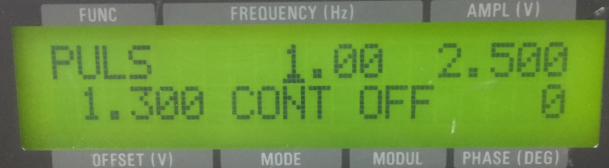 FUNC FREQUENCY (Hz) AMPL (V)
PULS 1.00 2.500
1.300 CONT OFF 0
OFFSET (V) MODE MODUL PHASE (DEG)